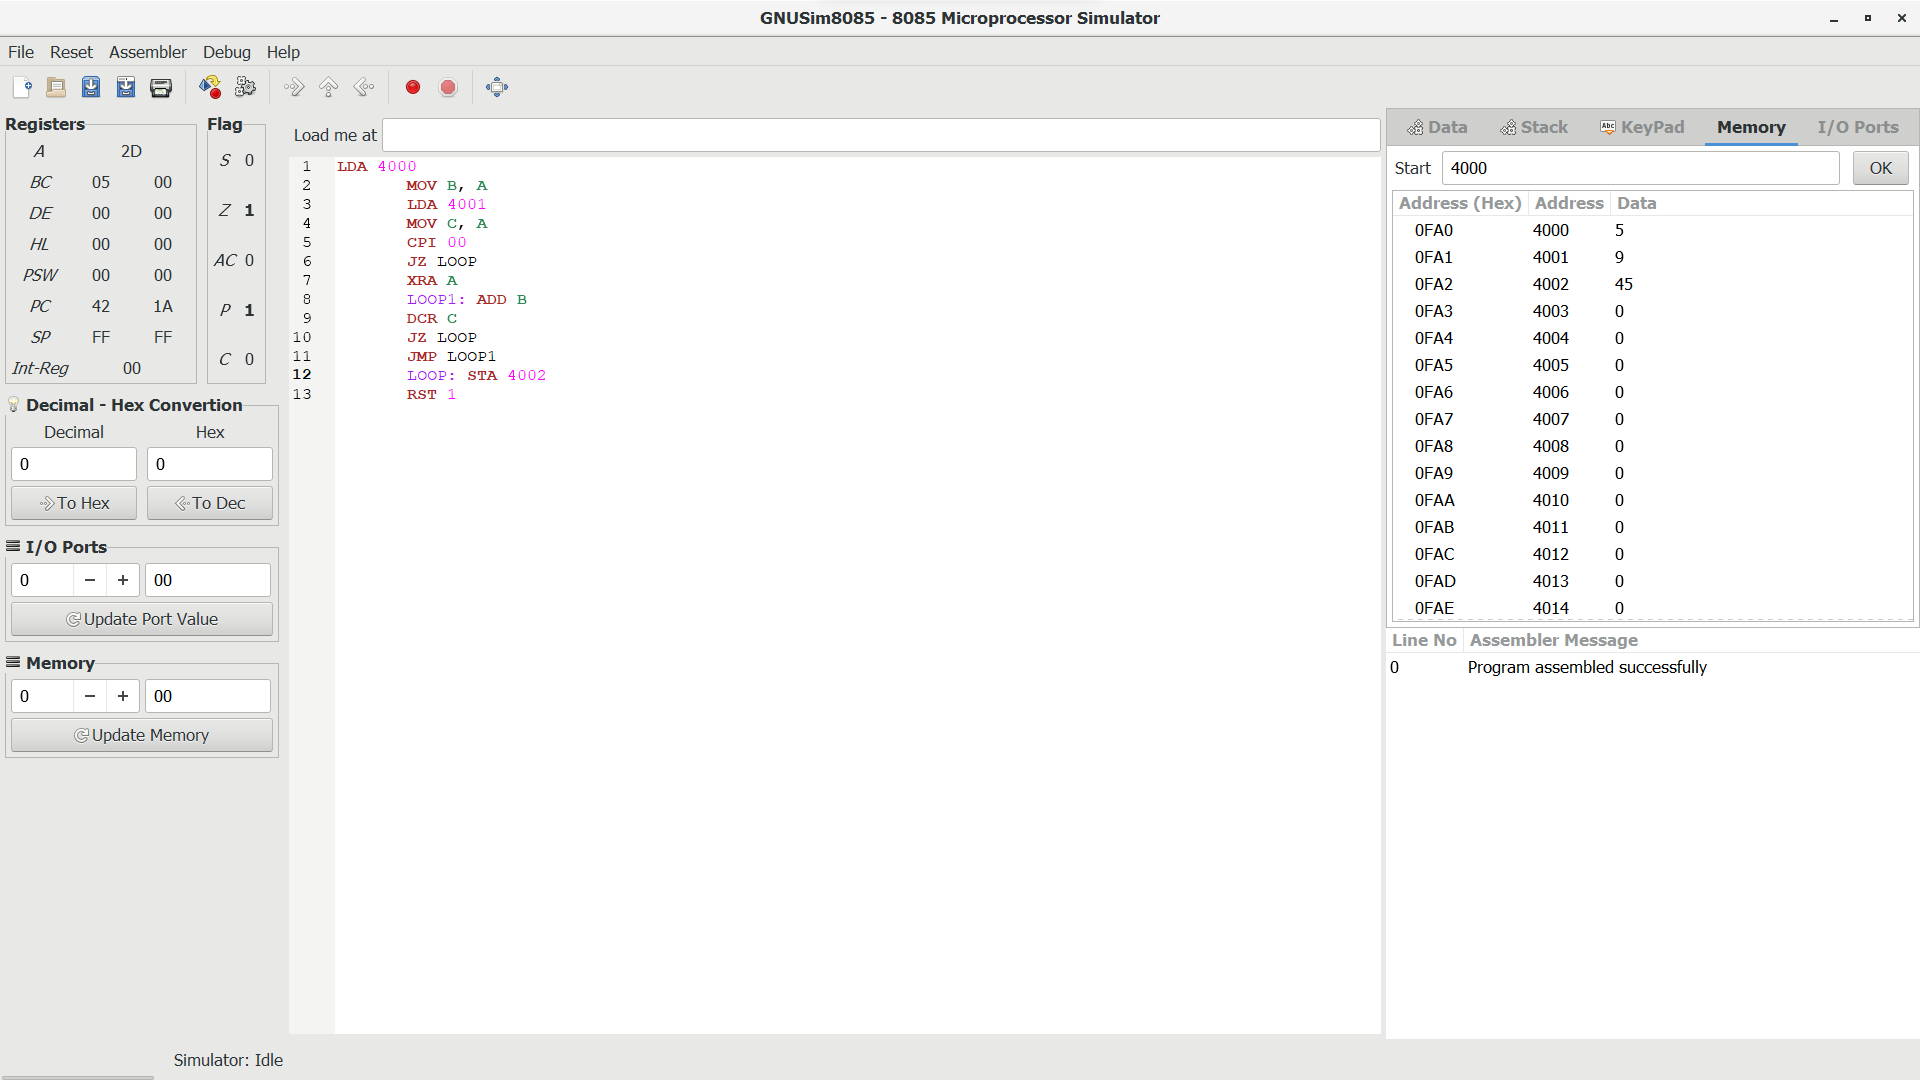 GNUSim8085 - 8085 Microprocessor Simulator
File Reset Assembler Debug Help
Registers
A 2D
BC 05 00
DE 00 00
HL 00 00
PSW 00 00
PC 42 1A
SP FF FF
Int-Reg 00
Flag
S 0
Z 1
AC 0
P 1
C 0
Decimal - Hex Convertion
Decimal Hex
0 0
To Hex To Dec
I/O Ports
0 − + 00
Update Port Value
Memory
0 − + 00
Update Memory
Load me at
1 LDA 4000
2 MOV B, A
3 LDA 4001
4 MOV C, A
5 CPI 00
6 JZ LOOP
7 XRA A
8 LOOP1: ADD B
9 DCR C
10 JZ LOOP
11 JMP LOOP1
12 LOOP: STA 4002
13 RST 1
Data Stack Abc KeyPad Memory I/O Ports
Start 4000 OK
Address (Hex) Address Data
0FA0 4000 5
0FA1 4001 9
0FA2 4002 45
0FA3 4003 0
0FA4 4004 0
0FA5 4005 0
0FA6 4006 0
0FA7 4007 0
0FA8 4008 0
0FA9 4009 0
0FAA 4010 0
0FAB 4011 0
0FAC 4012 0
0FAD 4013 0
0FAE 4014 0
Line No Assembler Message
0 Program assembled successfully
Simulator: Idle